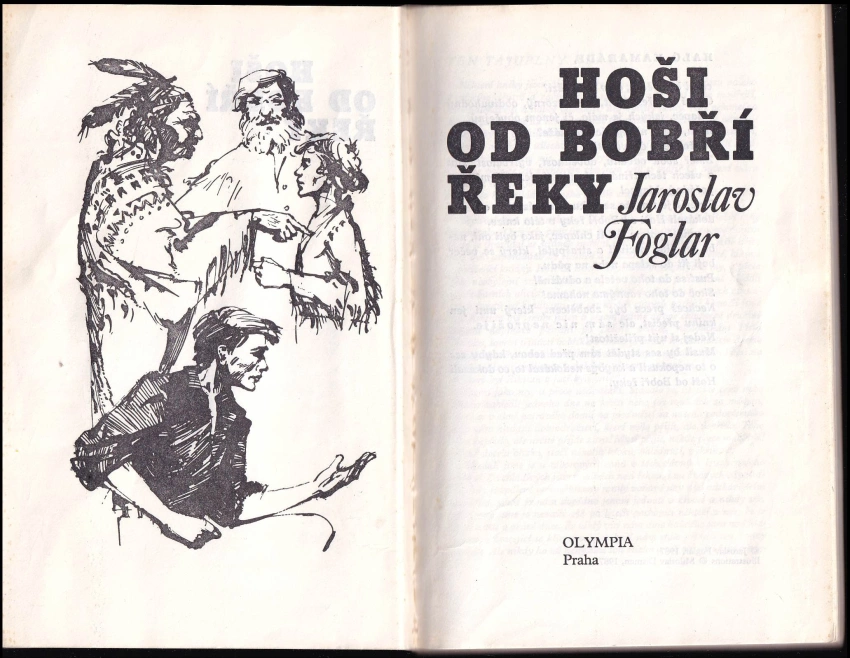 HOŠI
OD BOBŘÍ
ŘEKY Jaroslav
Foglar
OLYMPIA
Praha